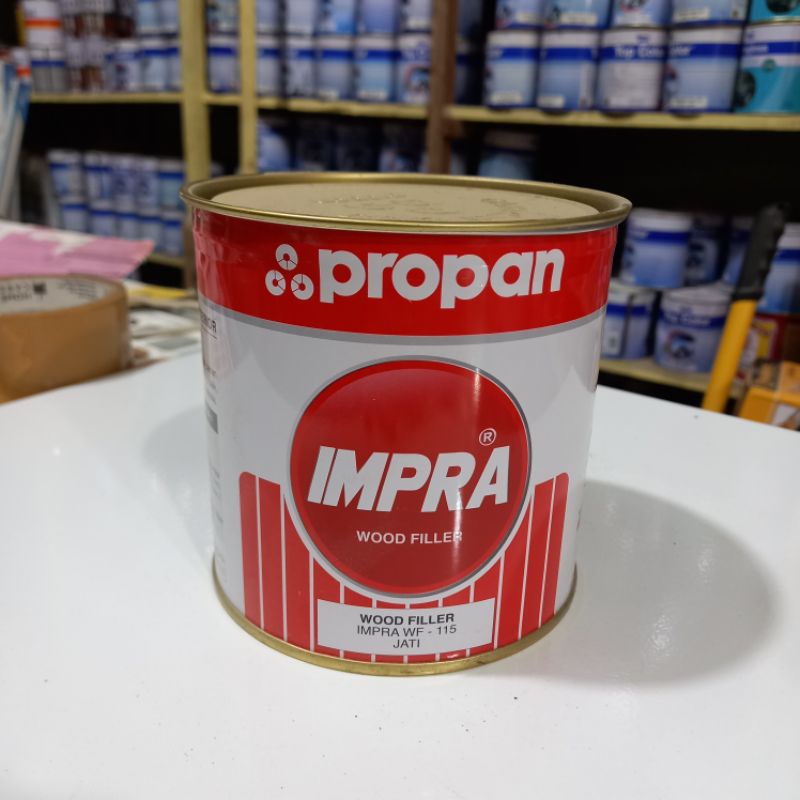 propan
IMPRA®
WOOD FILLER
WOOD FILLER
IMPRA WF - 115
JATI